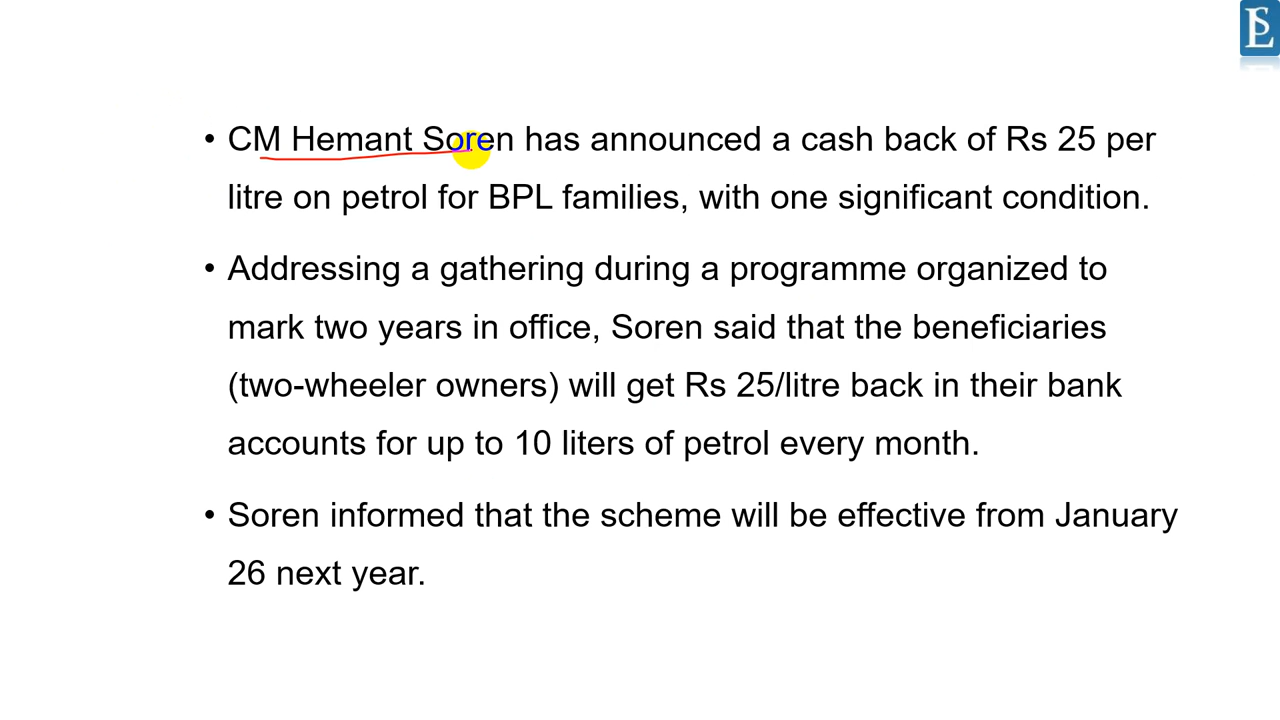 • CM Hemant Soren has announced a cash back of Rs 25 per
litre on petrol for BPL families, with one significant condition.
• Addressing a gathering during a programme organized to
mark two years in office, Soren said that the beneficiaries
(two-wheeler owners) will get Rs 25/litre back in their bank
accounts for up to 10 liters of petrol every month.
• Soren informed that the scheme will be effective from January
26 next year.